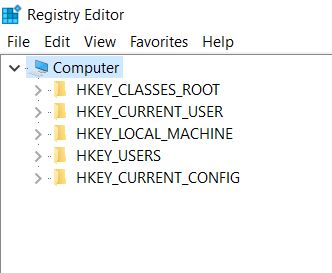 Registry Editor
File Edit View Favorites Help
Computer
HKEY_CLASSES_ROOT
HKEY_CURRENT_USER
HKEY_LOCAL_MACHINE
HKEY_USERS
HKEY_CURRENT_CONFIG